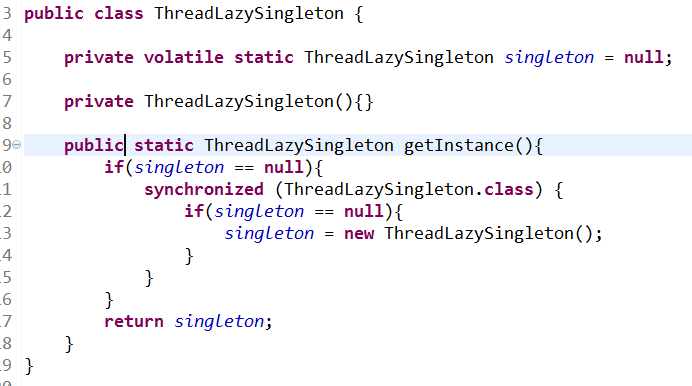 3 public class ThreadLazySingleton {
4
5     private volatile static ThreadLazySingleton singleton = null;
6
7     private ThreadLazySingleton(){}
8
9     public static ThreadLazySingleton getInstance(){
0         if(singleton == null){
1             synchronized (ThreadLazySingleton.class) {
2                 if(singleton == null){
3                     singleton = new ThreadLazySingleton();
4                 }
5             }
6         }
7         return singleton;
8     }
9 }